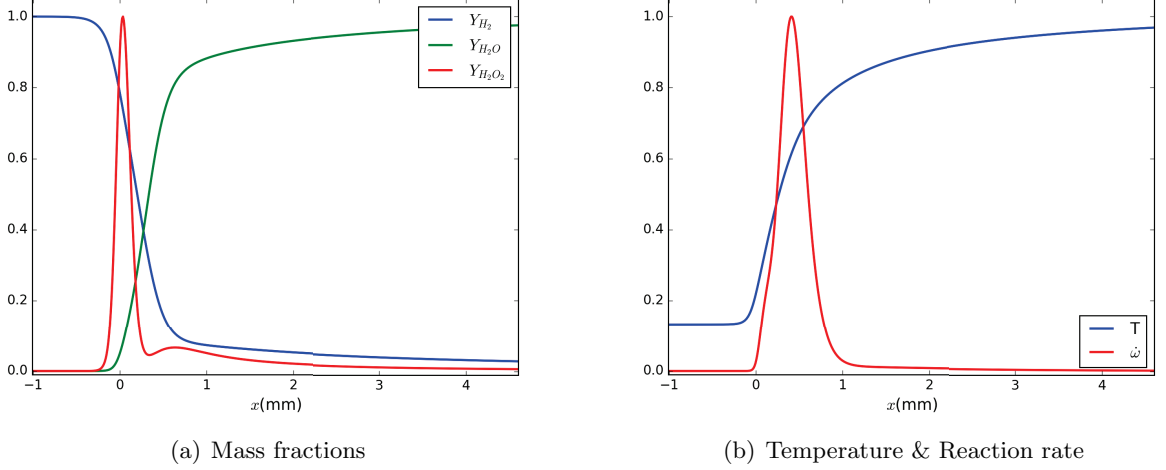 1.0
0.8
0.6
0.4
0.2
0.0
−1
0
1
2
3
4
x(mm)
Y_{H_2}
Y_{H_2O}
Y_{H_2O_2}
(a) Mass fractions
1.0
0.8
0.6
0.4
0.2
0.0
−1
0
1
2
3
4
x(mm)
T
ω̇
(b) Temperature & Reaction rate